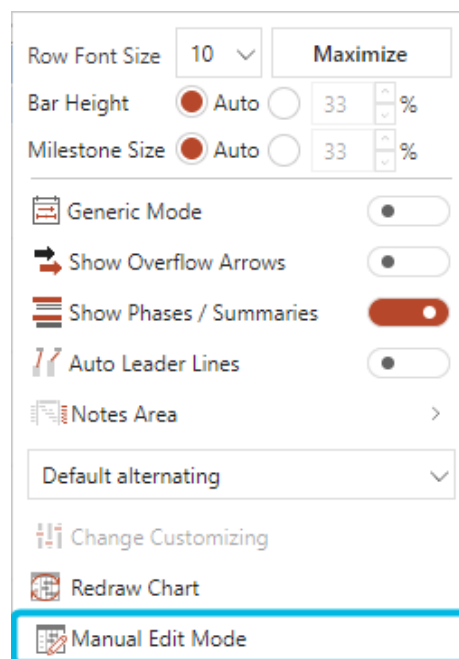 Row Font Size 10 Maximize
Bar Height Auto 33 %
Milestone Size Auto 33 %
Generic Mode
Show Overflow Arrows
Show Phases / Summaries
Auto Leader Lines
Notes Area
Default alternating
Change Customizing
Redraw Chart
Manual Edit Mode